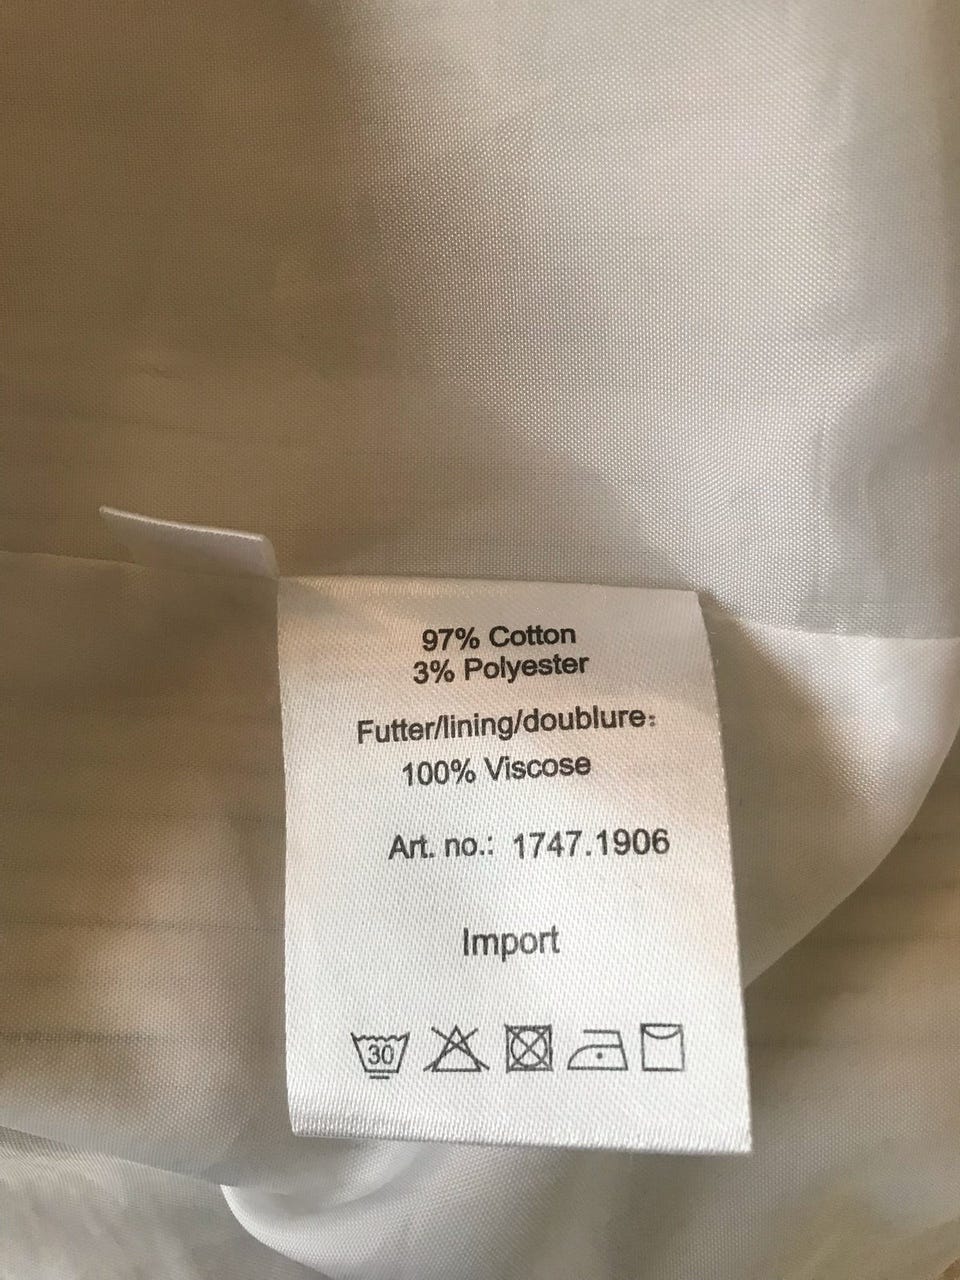 97% Cotton
3% Polyester
Futter/lining/doublure:
100% Viscose
Art. no.: 1747.1906
Import
30